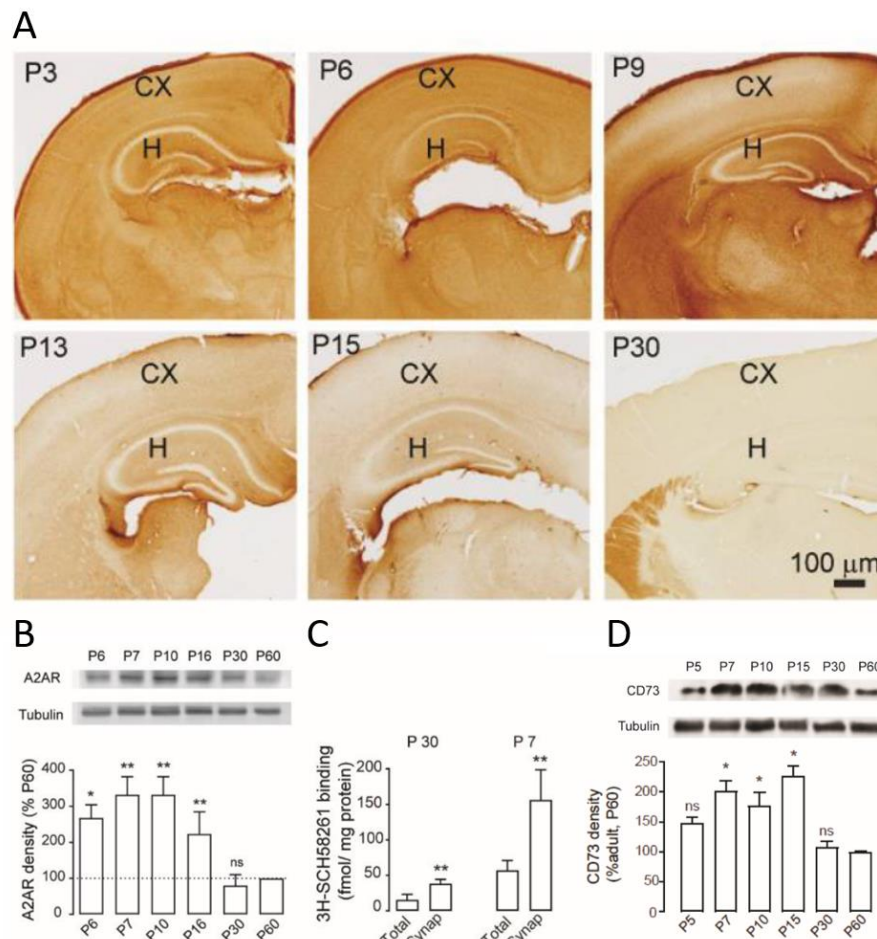 A
P3
CX
H
P6
CX
H
P9
CX
H
P13
CX
H
P15
CX
H
P30
CX
H
100 μm
B
P6 P7 P10 P16 P30 P60
A2AR
Tubulin
A2AR density (% P60)
400
300
200
100
0
* ** ** ** ns
P6 P7 P10 P16 P30 P60
C
P 30 P 7
3H-SCH58261 binding
(fmol/ mg protein)
200
150
100
50
0
** **
Total Synap Total Synap
D
P5 P7 P10 P15 P30 P60
CD73
Tubulin
CD73 density
(%adult, P60)
250
200
150
100
50
0
ns * * * ns
P5 P7 P10 P15 P30 P60